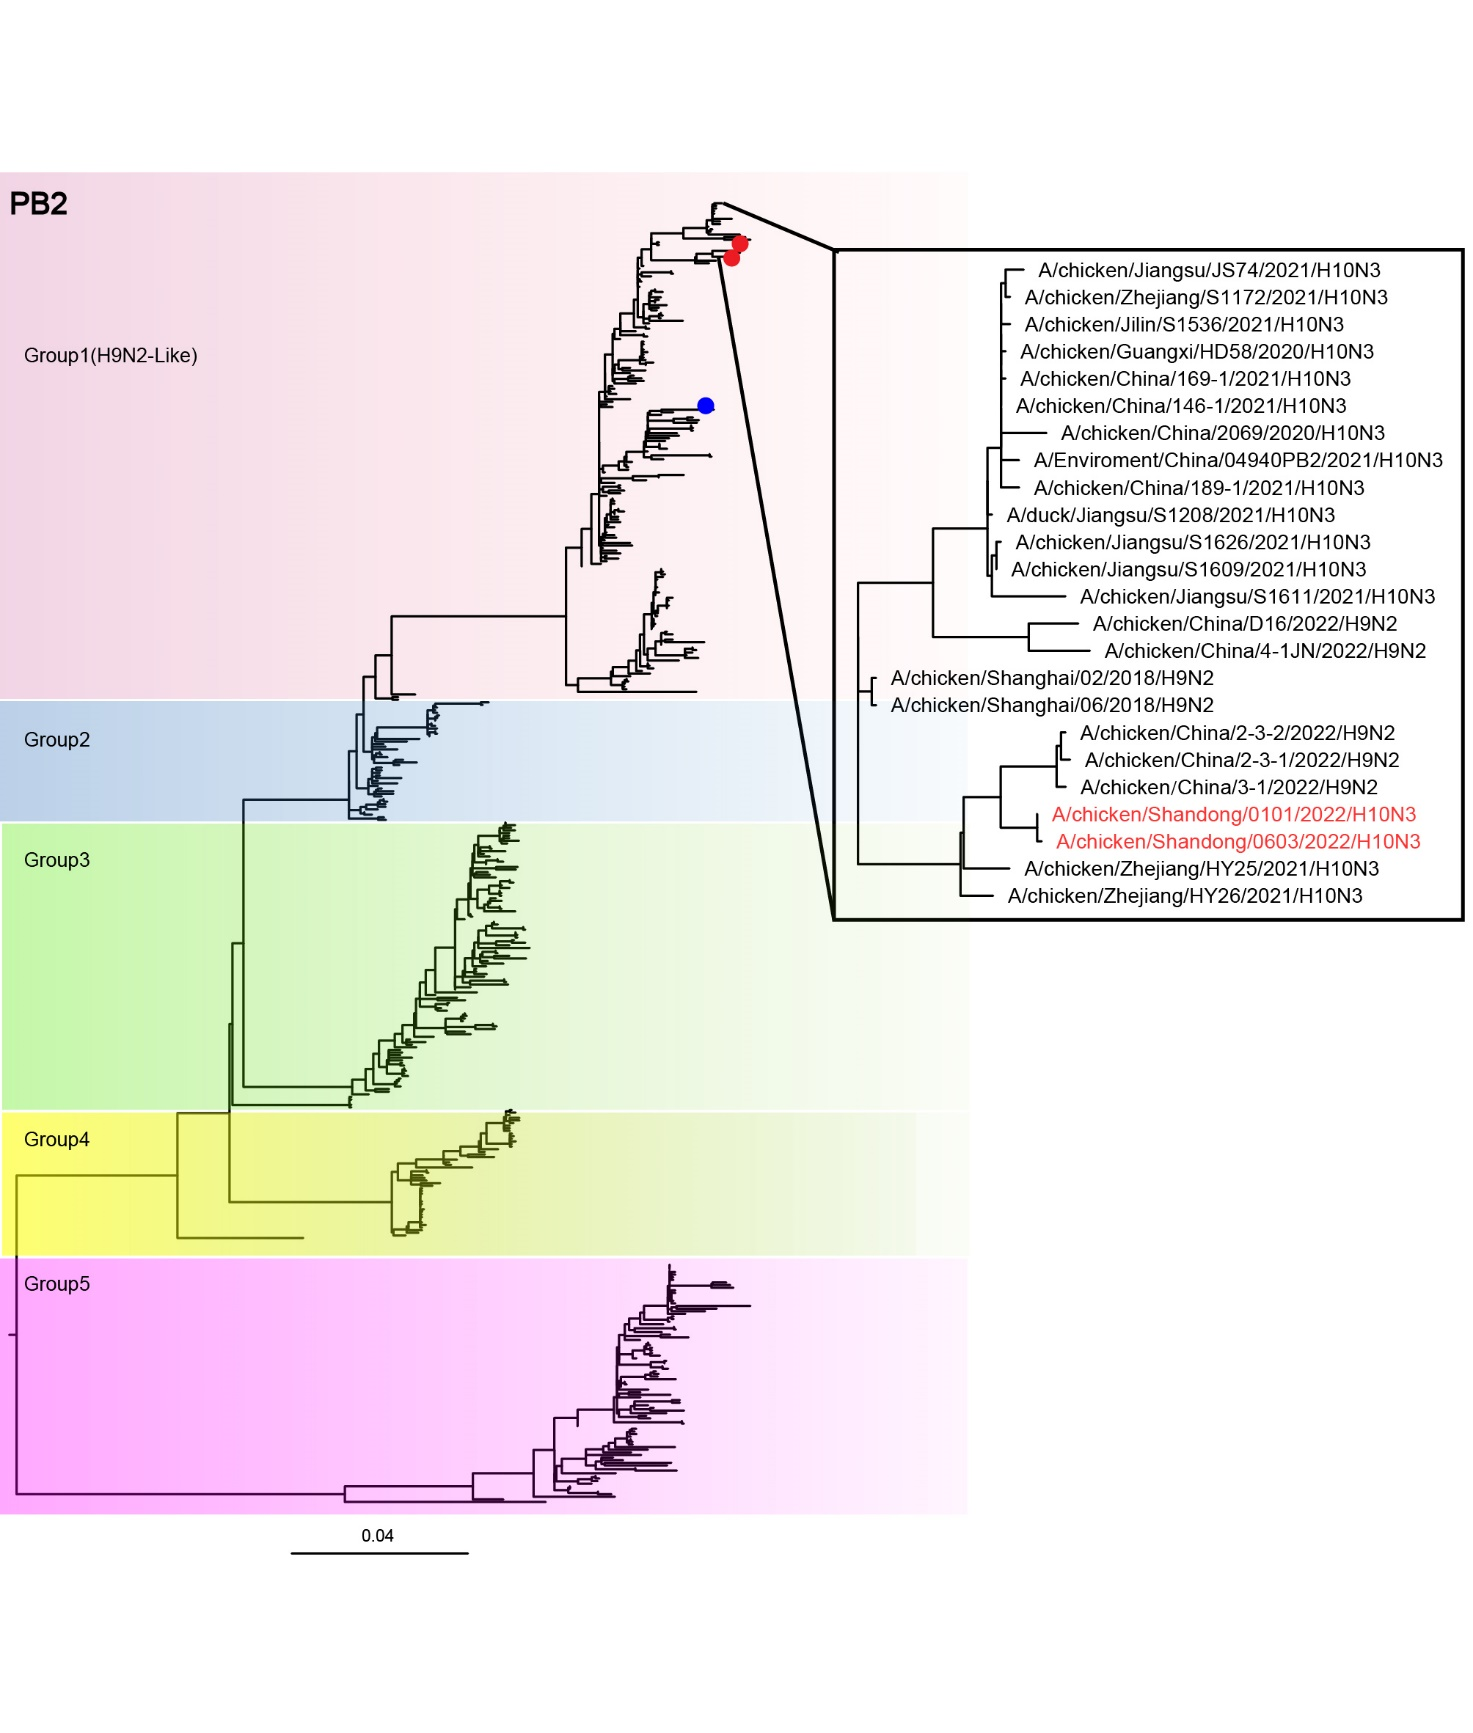 PB2
Group1(H9N2-Like)
Group2
Group3
Group4
Group5
0.04
A/chicken/Jiangsu/JS74/2021/H10N3
A/chicken/Zhejiang/S1172/2021/H10N3
A/chicken/Jilin/S1536/2021/H10N3
A/chicken/Guangxi/HD58/2020/H10N3
A/chicken/China/169-1/2021/H10N3
A/chicken/China/146-1/2021/H10N3
A/chicken/China/2069/2020/H10N3
A/Enviroment/China/04940PB2/2021/H10N3
A/chicken/China/189-1/2021/H10N3
A/duck/Jiangsu/S1208/2021/H10N3
A/chicken/Jiangsu/S1626/2021/H10N3
A/chicken/Jiangsu/S1609/2021/H10N3
A/chicken/Jiangsu/S1611/2021/H10N3
A/chicken/China/D16/2022/H9N2
A/chicken/China/4-1JN/2022/H9N2
A/chicken/Shanghai/02/2018/H9N2
A/chicken/Shanghai/06/2018/H9N2
A/chicken/China/2-3-2/2022/H9N2
A/chicken/China/2-3-1/2022/H9N2
A/chicken/China/3-1/2022/H9N2
A/chicken/Shandong/0101/2022/H10N3
A/chicken/Shandong/0603/2022/H10N3
A/chicken/Zhejiang/HY25/2021/H10N3
A/chicken/Zhejiang/HY26/2021/H10N3